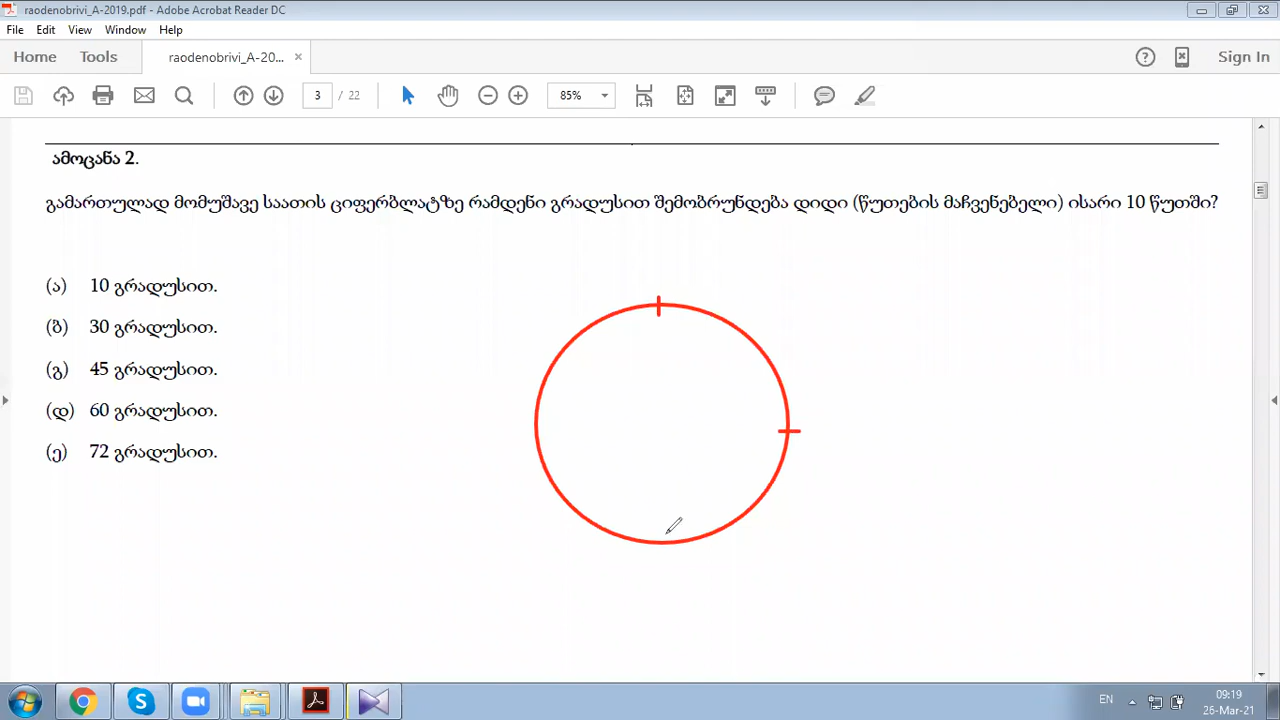 raodenobrivi_A-2019.pdf - Adobe Acrobat Reader DC
File Edit View Window Help
Home Tools raodenobrivi_A-20... × Sign In
3 / 22 85%
ამოცანა 2.
გამართულად მომუშავე საათის ციფერბლატზე რამდენი გრადუსით შემობრუნდება დიდი (წუთების მაჩვენებელი) ისარი 10 წუთში?
(ა) 10 გრადუსით.
(ბ) 30 გრადუსით.
(გ) 45 გრადუსით.
(დ) 60 გრადუსით.
(ე) 72 გრადუსით.
EN 09:19
26-Mar-21